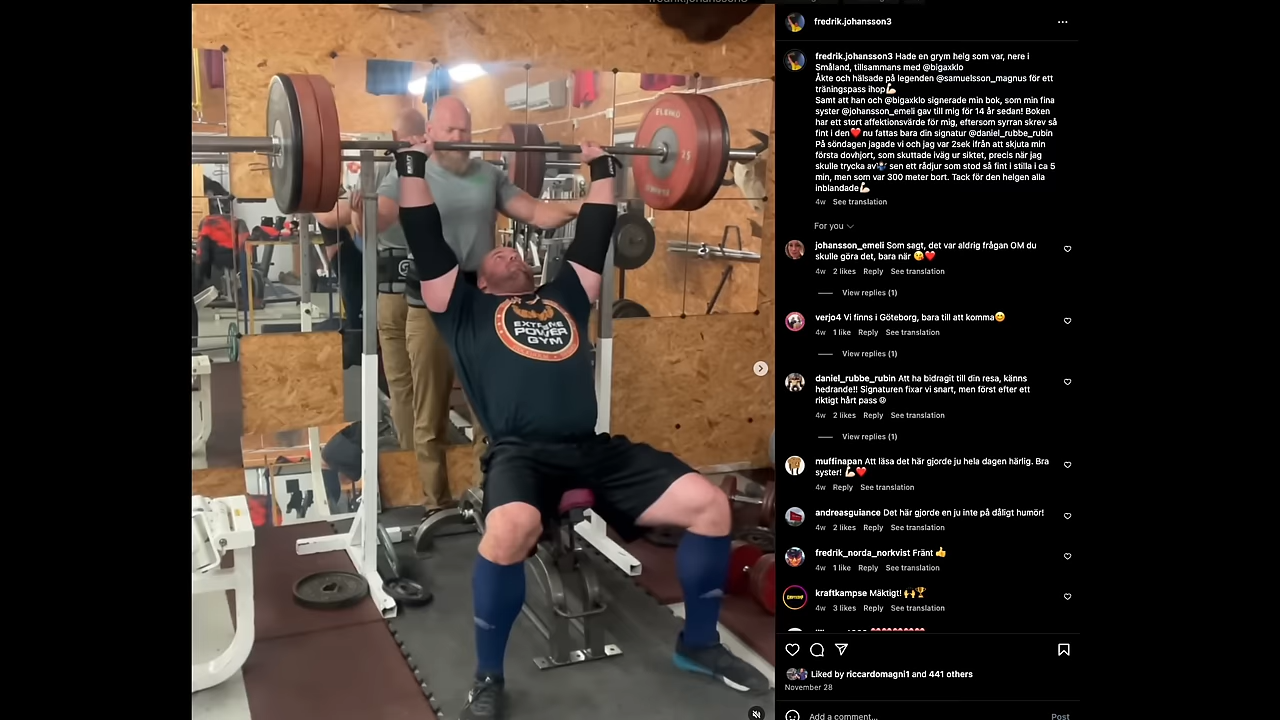 fredrik.johansson3
fredrik.johansson3 Hade en grym helg som var, nere i
Småland, tillsammans med @bigaxklo
Åkte och hälsade på legenden @samuelsson_magnus för ett
träningspass ihop💪🏻
Samt att han och @bigaxklo signerade min bok, som min fina
syster @johansson_emeli gav till mig för 14 år sedan! Boken
har ett stort affektionsvärde för mig, eftersom syrran skrev så
fint i den❤️ nu fattas bara din signatur @daniel_rubbe_rubin
På söndagen jagade vi och jag var 2sek ifrån att skjuta min
första dovhjort, som skuttade iväg ur siktet, precis när jag
skulle trycka av sen ett rådjur som stod så fint i stilla i ca 5
min, men som var 300 meter bort. Tack för den helgen alla
inblandade💪🏻
4w See translation
For you
johansson_emeli Som sagt, det var aldrig frågan OM du
skulle göra det, bara när 😘❤️
4w 2 likes Reply See translation
View replies (1)
verjo4 Vi finns i Göteborg, bara till att komma😊
4w 1 like Reply See translation
View replies (1)
daniel_rubbe_rubin Att ha bidragit till din resa, känns
hedrande!! Signaturen fixar vi snart, men först efter ett
riktigt hårt pass
4w 2 likes Reply See translation
View replies (1)
muffinapan Att läsa det här gjorde ju hela dagen härlig. Bra
syster! 💪🏻❤️
4w Reply See translation
andreasguiance Det här gjorde en ju inte på dåligt humör!
4w 2 likes Reply See translation
fredrik_norda_norkvist Fränt 👍
4w 1 like Reply See translation
kraftkampse Mäktigt! 🙌🏆
4w 3 likes Reply See translation
Liked by riccardomagni1 and 441 others
November 28
Add a comment...
Post
ELEIKO
25
EXTREME
POWER
GYM